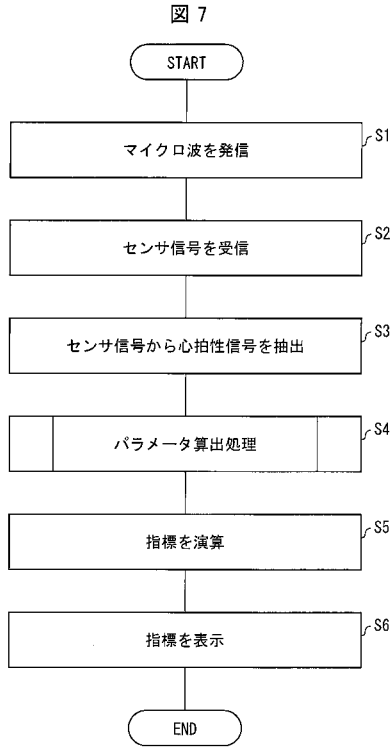 図 7
START
マイクロ波を発信
S1
センサ信号を受信
S2
センサ信号から心拍性信号を抽出
S3
パラメータ算出処理
S4
指標を演算
S5
指標を表示
S6
END